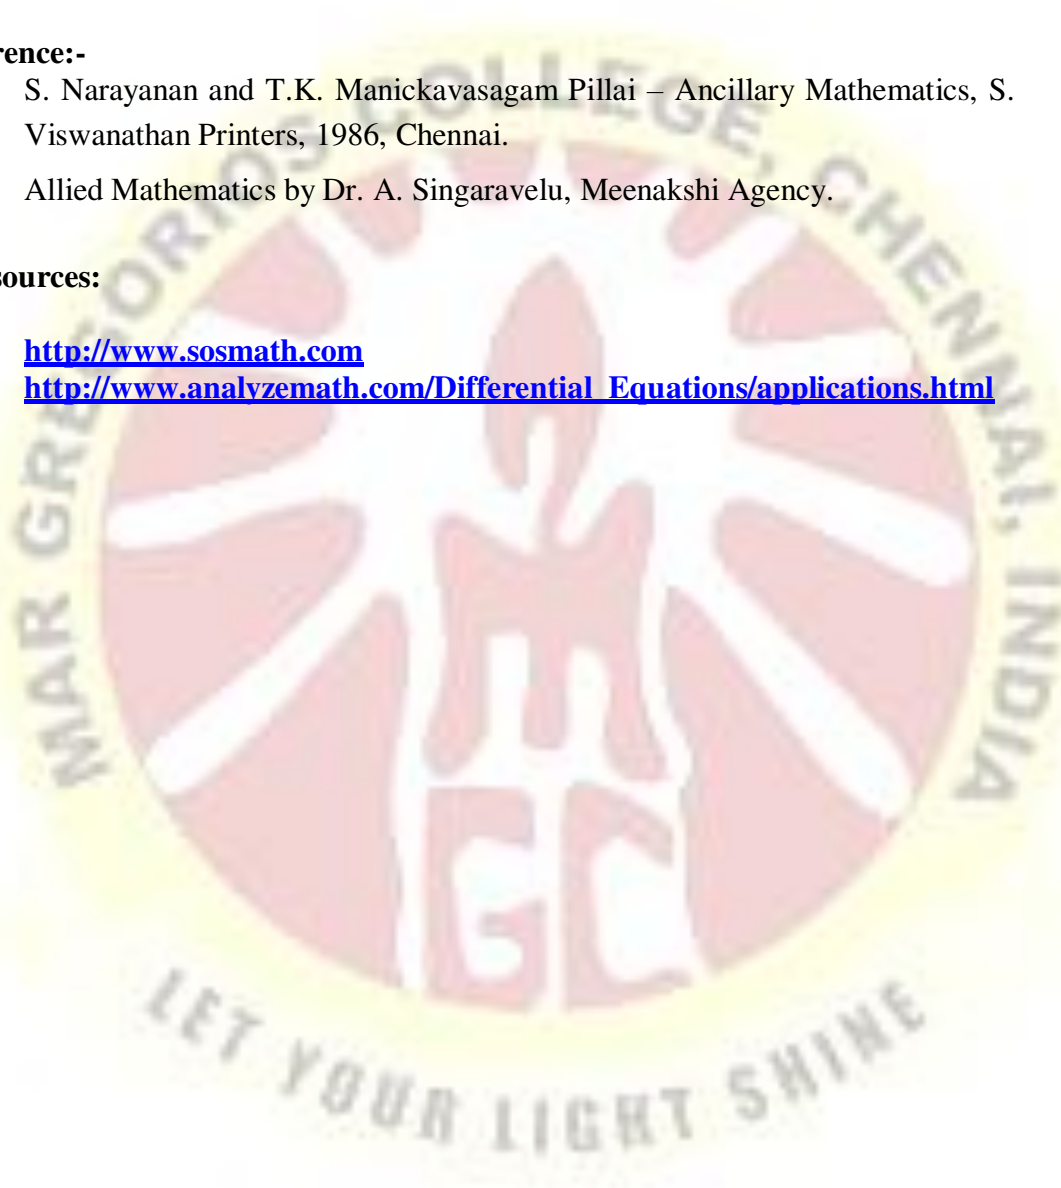 rence:-
S. Narayanan and T.K. Manickavasagam Pillai – Ancillary Mathematics, S.
Viswanathan Printers, 1986, Chennai.
Allied Mathematics by Dr. A. Singaravelu, Meenakshi Agency.
sources:
http://www.sosmath.com
http://www.analyzemath.com/Differential_Equations/applications.html
MAR GREGORIOS COLLEGE, CHENNAI, INDIA
MGC
LET YOUR LIGHT SHINE